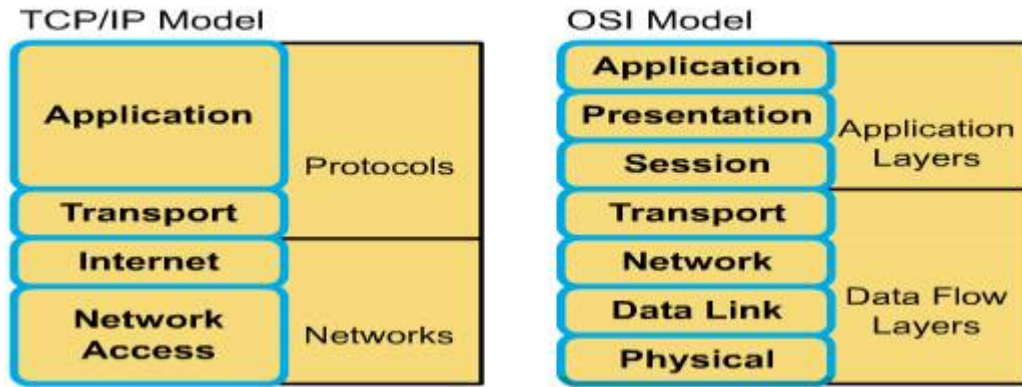 TCP/IP Model
Application
Transport
Internet
Network
Access
Protocols
Networks
OSI Model
Application
Presentation
Session
Transport
Network
Data Link
Physical
Application
Layers
Data Flow
Layers